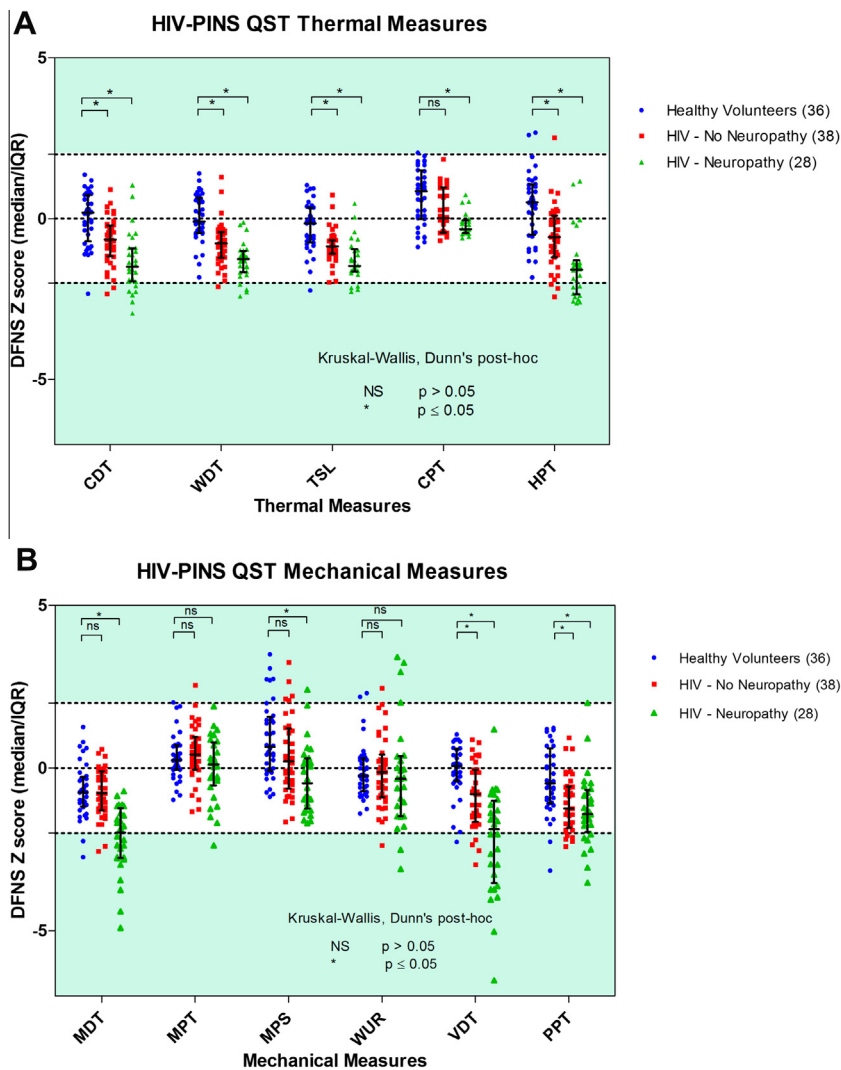 A
HIV-PINS QST Thermal Measures
5
0
-5
DFNS Z score (median/IQR)
* * * * *
* * * ns *
Healthy Volunteers (36)
HIV - No Neuropathy (38)
HIV - Neuropathy (28)
Kruskal-Wallis, Dunn's post-hoc
NS p > 0.05
* p ≤ 0.05
CDT WDT TSL CPT HPT
Thermal Measures
B
HIV-PINS QST Mechanical Measures
5
0
-5
DFNS Z score (median/IQR)
* ns * ns * *
ns ns ns ns * *
Healthy Volunteers (36)
HIV - No Neuropathy (38)
HIV - Neuropathy (28)
Kruskal-Wallis, Dunn's post-hoc
NS p > 0.05
* p ≤ 0.05
MDT MPT MPS WUR VDT PPT
Mechanical Measures